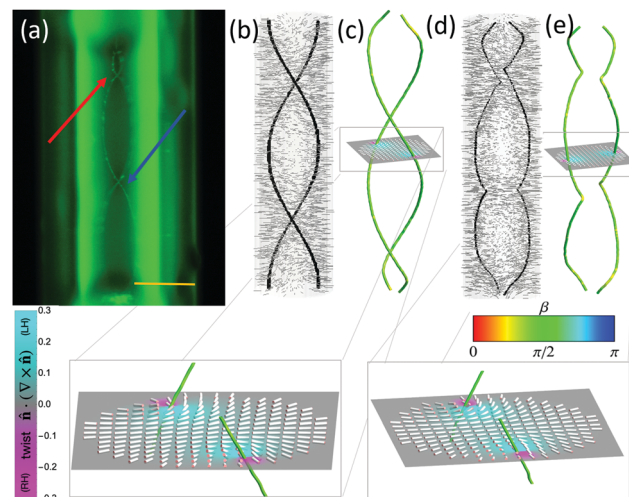 (a)
(b)
(c)
(d)
(e)
0.3
0.2
0.1
0.0
-0.1
-0.2
(LH)
twist n̂ · (∇ × n̂)
(RH)
β
0
π/2
π